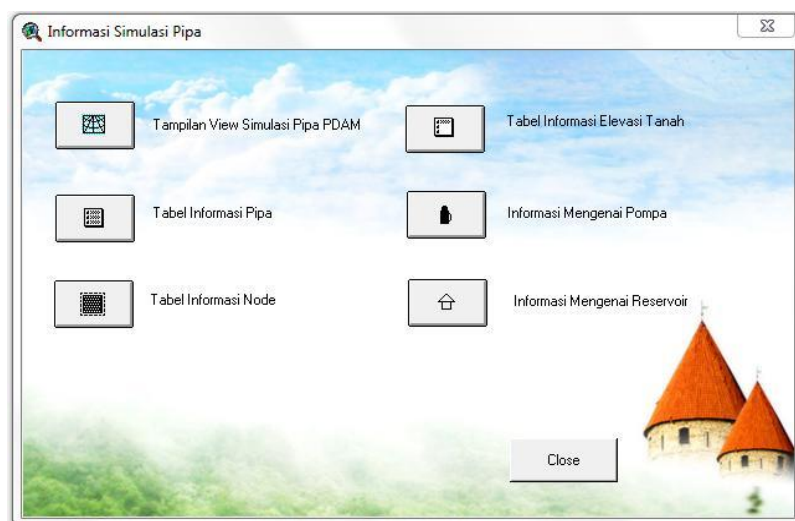 Informasi Simulasi Pipa
Tampilan View Simulasi Pipa PDAM
Tabel Informasi Elevasi Tanah
Tabel Informasi Pipa
Informasi Mengenai Pompa
Tabel Informasi Node
Informasi Mengenai Reservoir
Close